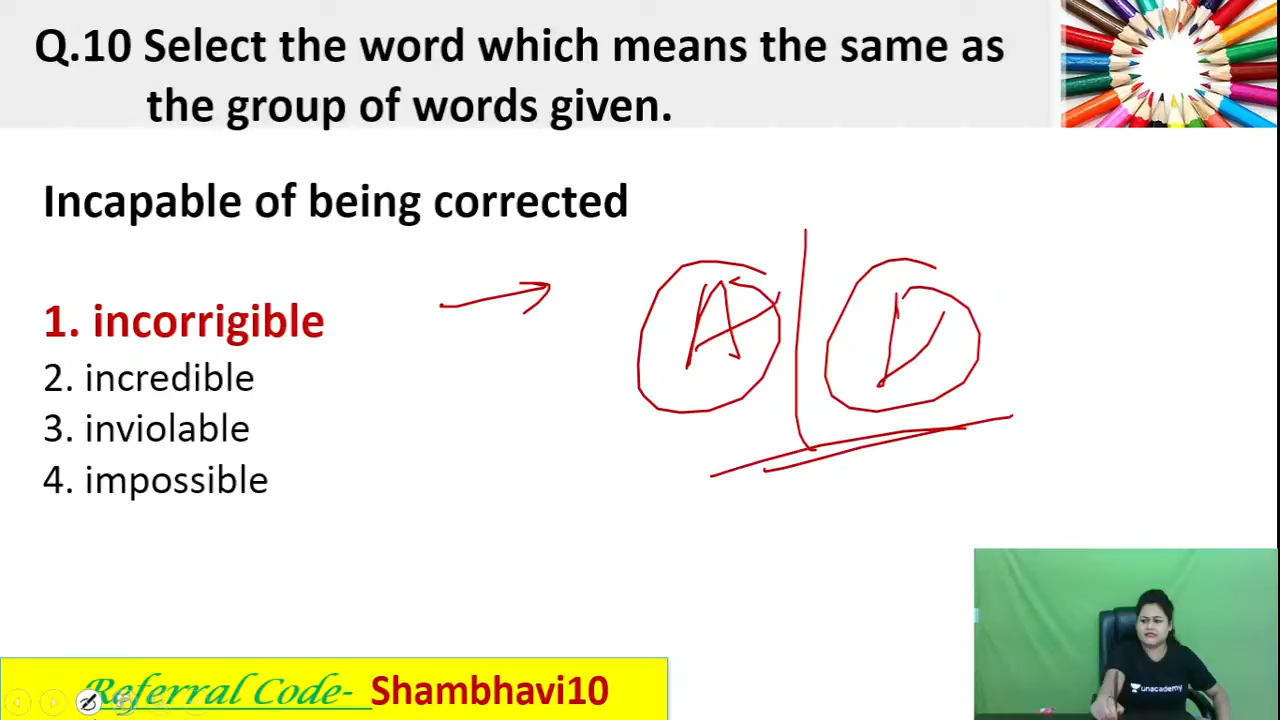 Q.10 Select the word which means the same as
the group of words given.
Incapable of being corrected
1. incorrigible
2. incredible
3. inviolable
4. impossible
A
D
unacademy
Referral Code- Shambhavi10